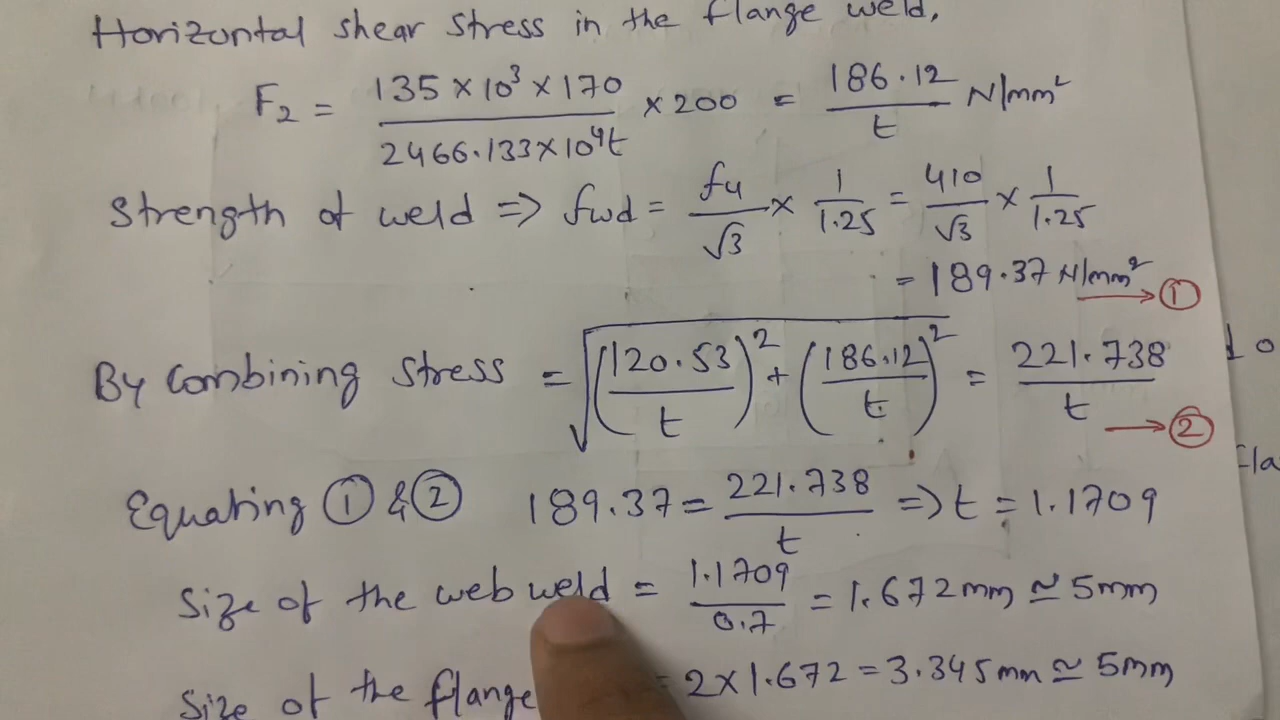 Horizontal shear stress in the flange weld,
F₂ = 135 × 10³ × 170 / 2466.133 × 10⁴t × 200 = 186.12 / t N/mm²
Strength of weld => fwd = fu / √3 × 1 / 1.25 = 410 / √3 × 1 / 1.25
= 189.37 N/mm² → ①
By combining stress = √((120.53 / t)² + (186.12 / t)²) = 221.738 / t → ②
Equating ① & ② 189.37 = 221.738 / t => t = 1.1709
Size of the web weld = 1.1709 / 0.7 = 1.672 mm ≃ 5mm
Size of the flange = 2 × 1.672 = 3.345 mm ≃ 5mm